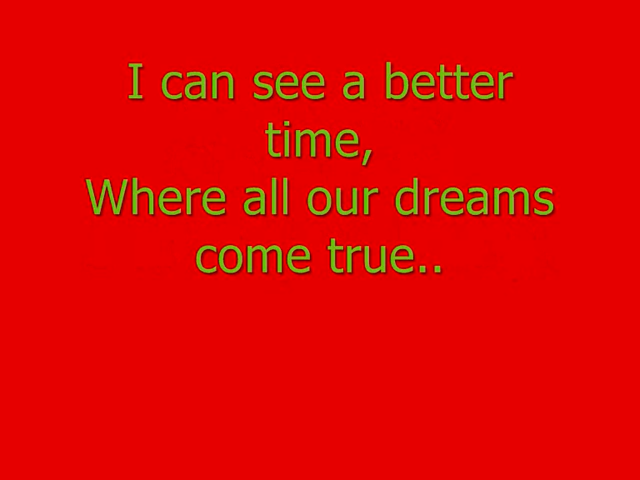 I can see a better
time,
Where all our dreams
come true..